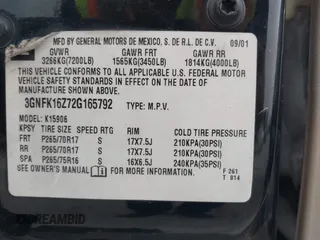 MFD BY GENERAL MOTORS DE MEXICO, S. DE R.L. DE C.V. 09/01
GVWR GAWR FRT GAWR RR
3266KG(7200LB) 1565KG(3450LB) 1814KG(4000LB)
THIS VEHICLE CONFORMS TO ALL APPLICABLE U.S. FEDERAL
MOTOR VEHICLE SAFETY STANDARDS IN EFFECT ON THE DATE
OF MANUFACTURE SHOWN ABOVE.
3GNFK16Z72G165792 TYPE: M.P.V.
MODEL: K15906
TIRE SIZE SPEED RTG RIM COLD TIRE PRESSURE
FRT P265/70R17 S 17X7.5J 210KPA(30PSI)
RR P265/70R17 S 17X7.5J 210KPA(30PSI)
SPA P265/75R16 S 16X6.5J 240KPA(35PSI)
SEE OWNER'S MANUAL FOR MORE INFORMATION.
F 261
T 014
PREAMBID